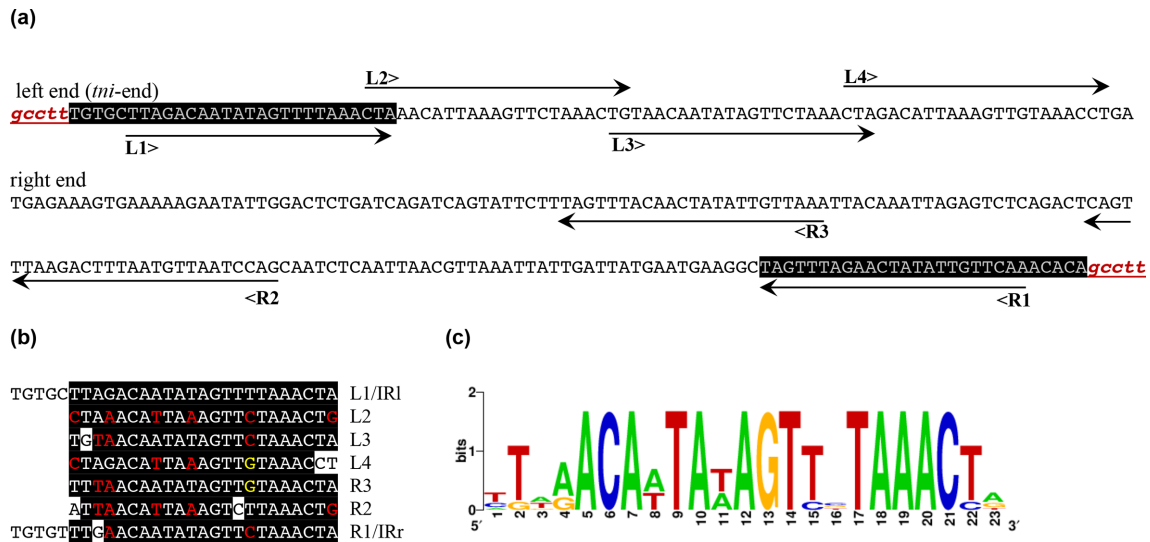 (a)
left end (tni-end)
L2>
L4>
gccttTGTGCTTAGACAATATAGTTTTAAACTAAACATTAAAGTTCTAAACTGTAACAATATAGTTCTAAACTAGACATTAAAGTTGTAAACCTGA
L1>
L3>
right end
TGAGAAAGTGAAAAAGAATATTGGACTCTGATCAGATCAGTATTCTTTAGTTTACAACTATATTGTTAAATTACAAATTAGAGTCTCAGACTCAGT
<R3
TTAAGACTTTAATGTTAATCCAGCAATCTCAATTAACGTTAAATTATTGATTATGAATGAAGGCTAGTTTAGAACTATATTGTTCAAACACAgcctt
<R2
<R1
(b)
TGTGCTTAGACAATATAGTTTTAAACTA L1/IRl
CTAAACATTAAAGTTCTAAACTG L2
TGTAACAATATAGTTCTAAACTA L3
CTAGACATTAAAGTTGTAAACCT L4
TTTAACAATATAGTTGTAAACTA R3
ATTAACATTAAAGTCTTAAACTG R2
TGTGTTTGAACAATATAGTTCTAAACTA R1/IRr
(c)
2
1
0
bits
5′ 1 2 3 4 5 6 7 8 9 10 11 12 13 14 15 16 17 18 19 20 21 22 23 3′